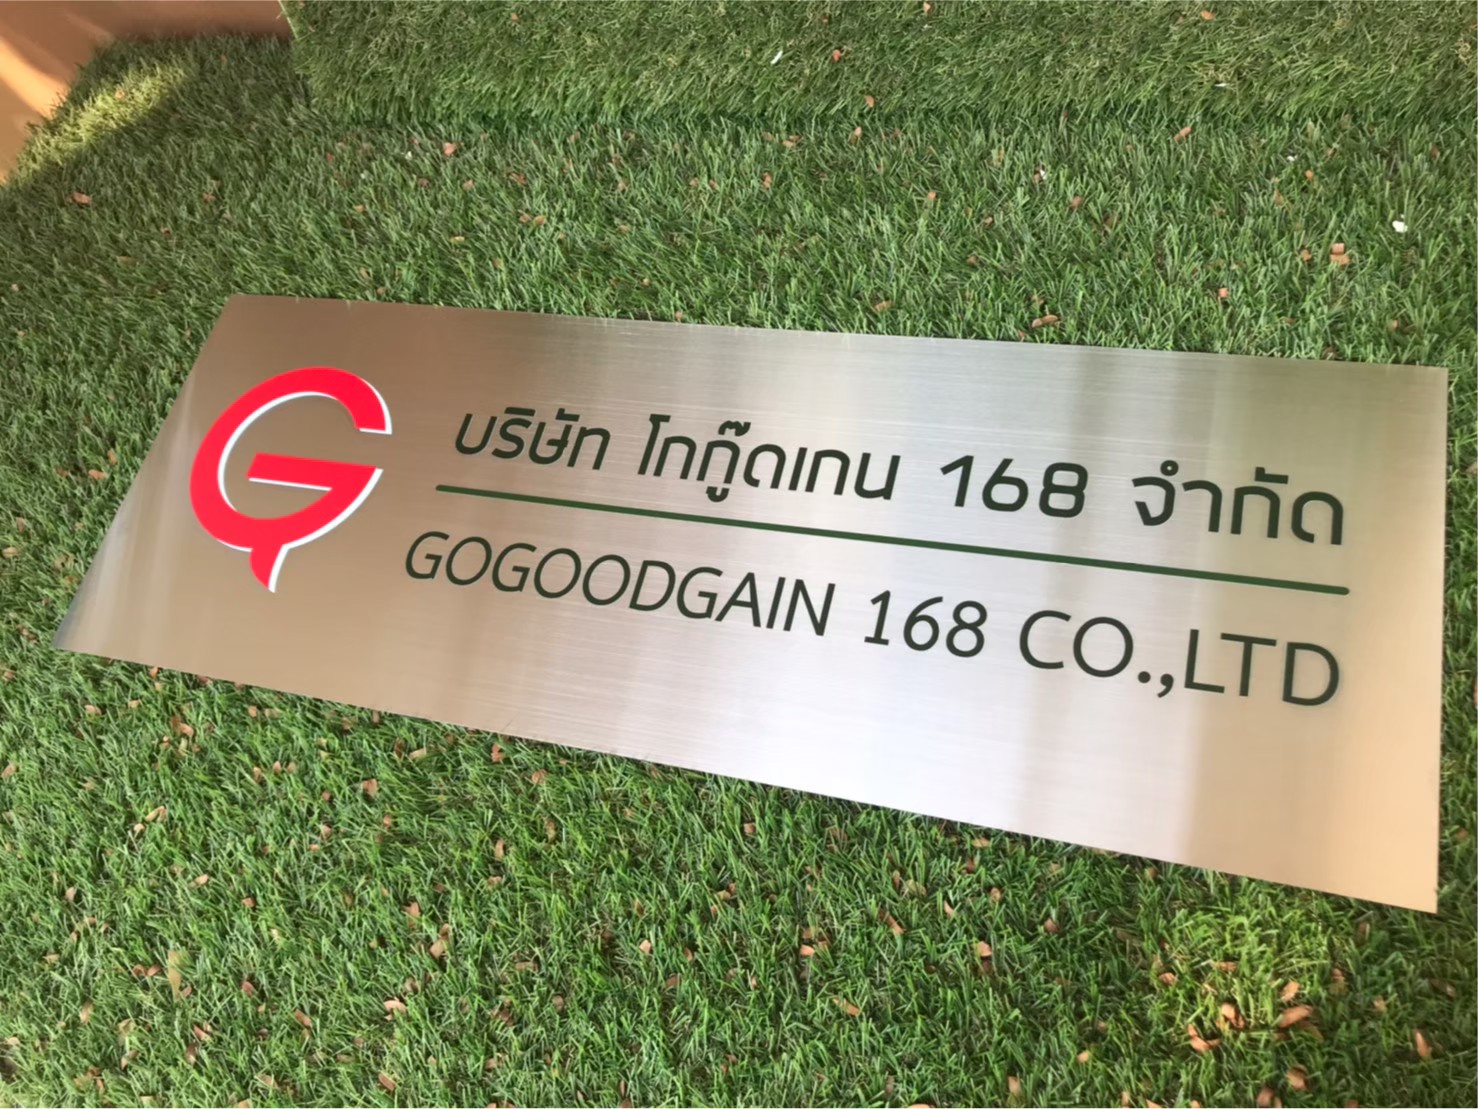 บริษัท โกกู๊ดเกน 168 จำกัด
GOGOODGAIN 168 CO.,LTD